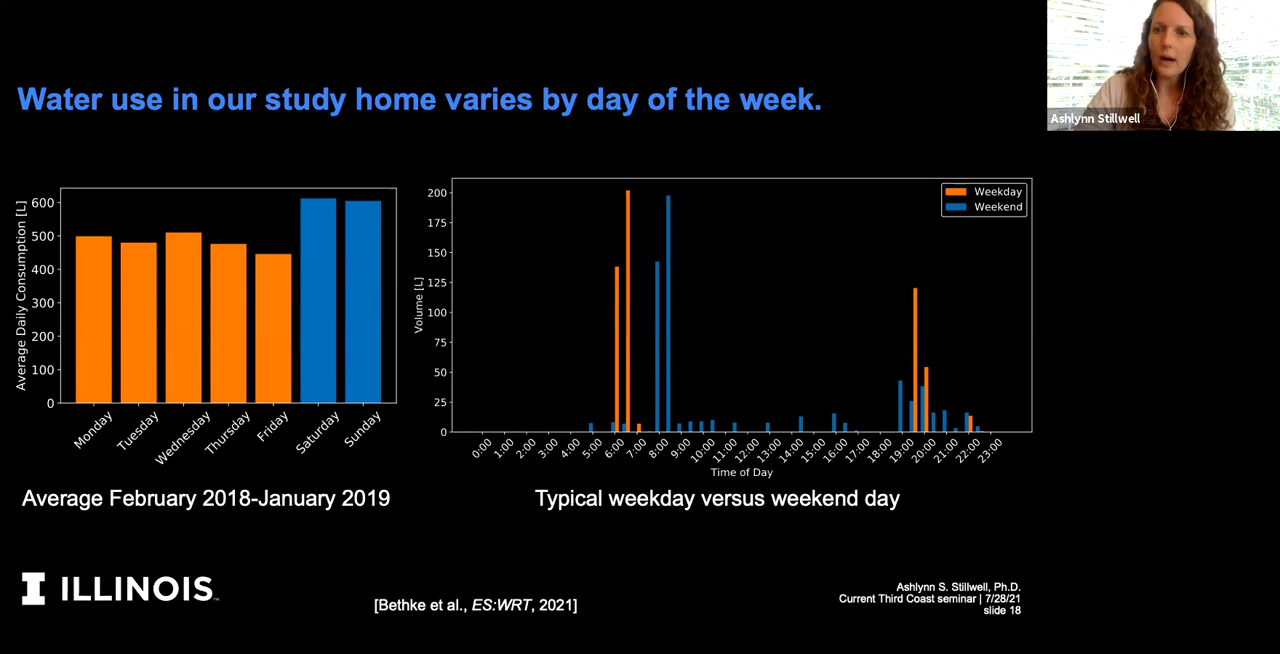 Ashlynn Stillwell
Water use in our study home varies by day of the week.
Average Daily Consumption [L]
600
500
400
300
200
100
0
Monday
Tuesday
Wednesday
Thursday
Friday
Saturday
Sunday
Average February 2018-January 2019
Weekday
Weekend
Volume [L]
200
175
150
125
100
75
50
25
0
0:00
1:00
2:00
3:00
4:00
5:00
6:00
7:00
8:00
9:00
10:00
11:00
12:00
13:00
14:00
15:00
16:00
17:00
18:00
19:00
20:00
21:00
22:00
23:00
Time of Day
Typical weekday versus weekend day
I ILLINOIS™
[Bethke et al., ES:WRT, 2021]
Ashlynn S. Stillwell, Ph.D.
Current Third Coast seminar | 7/28/21
slide 18